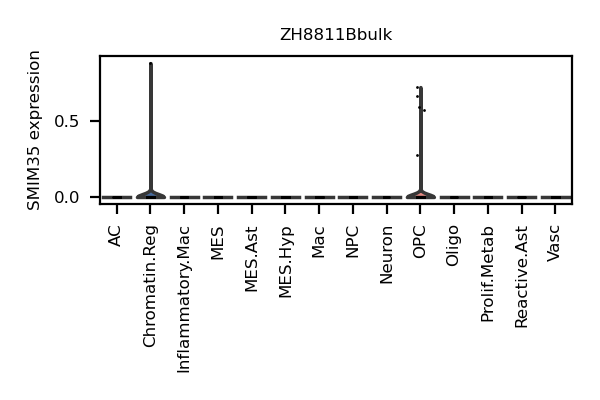 ZH8811Bbulk
SMIM35 expression
0.5
0.0
AC
Chromatin.Reg
Inflammatory.Mac
MES
MES.Ast
MES.Hyp
Mac
NPC
Neuron
OPC
Oligo
Prolif.Metab
Reactive.Ast
Vasc